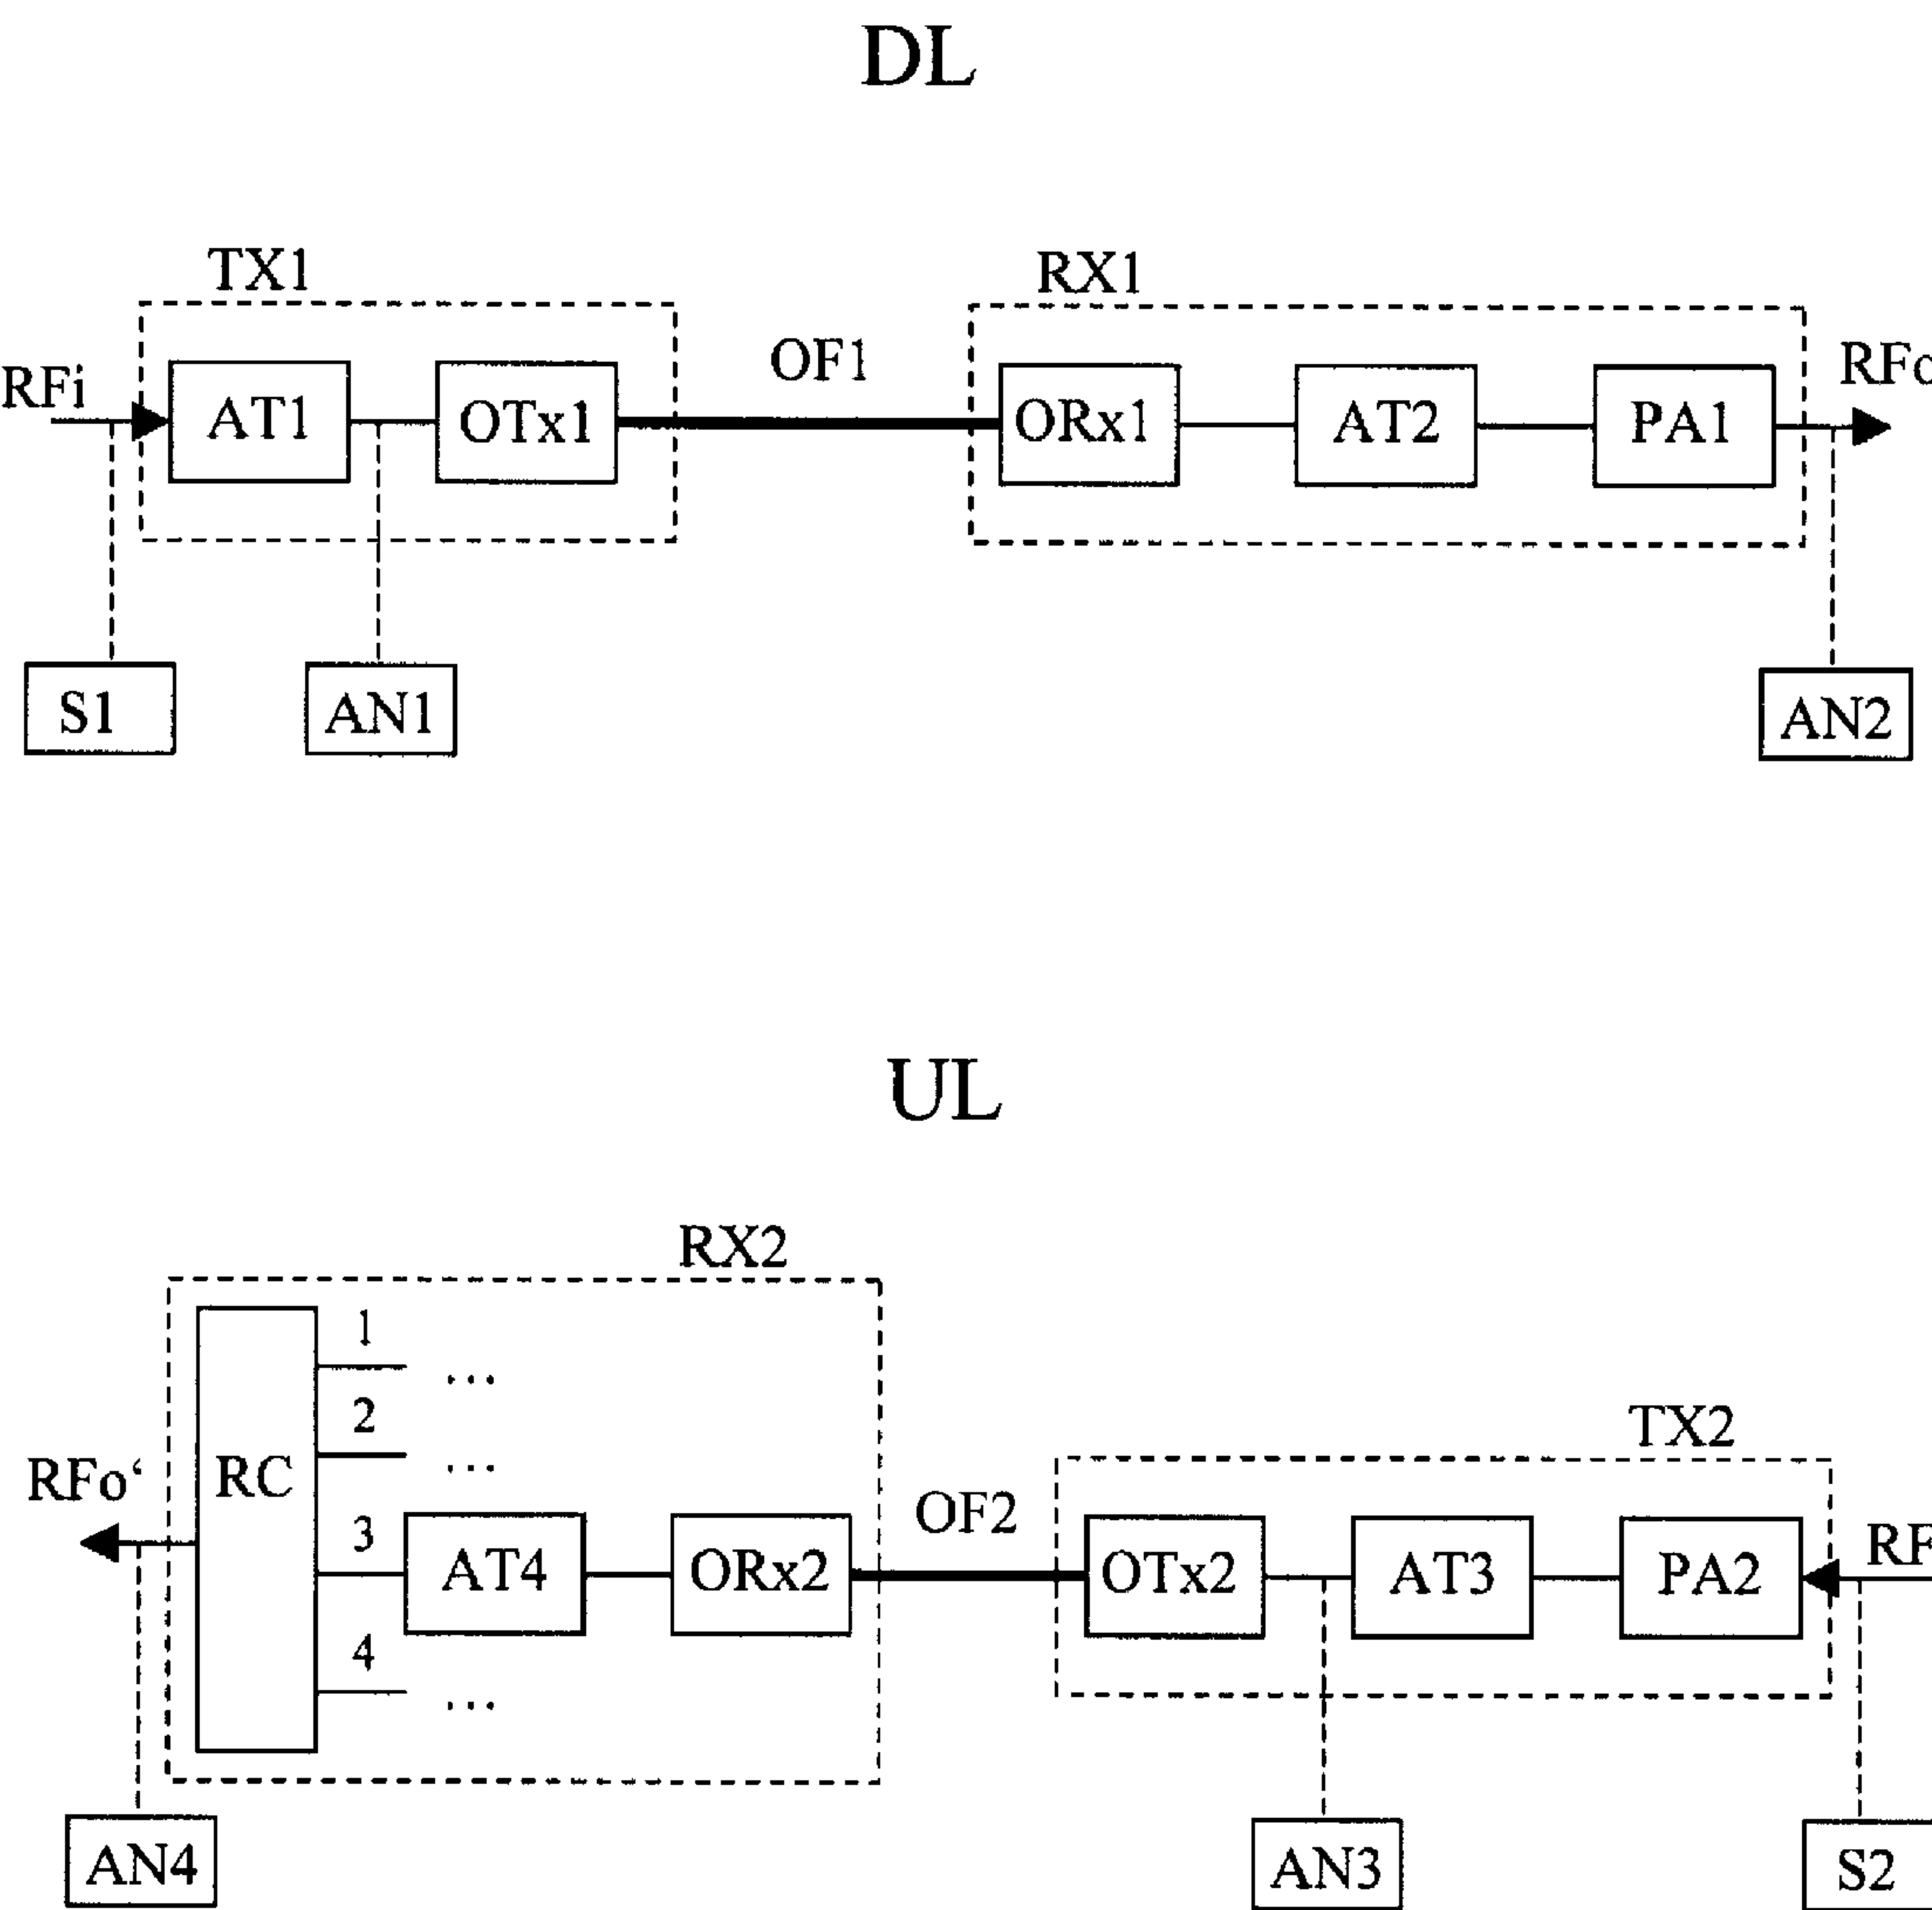 DL
TX1
RX1
OF1
RFi
AT1
OTx1
ORx1
AT2
PA1
S1
AN1
AN2
UL
RX2
1
2
TX2
RC
RFo‘
3
OF2
AT4
ORx2
OTx2
AT3
PA2
4
...
...
...
AN4
AN3
S2